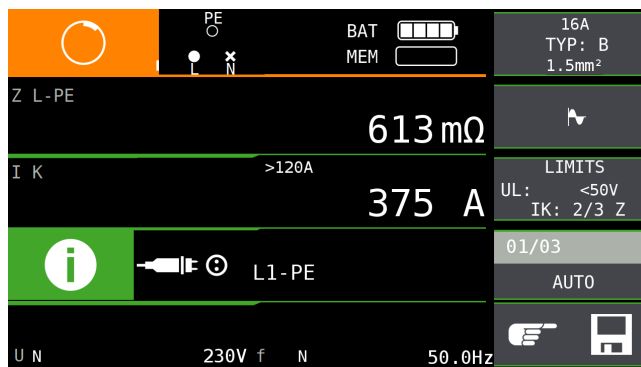 PE
BAT
MEM
L N
16A
TYP: B
1.5mm²
Z L-PE
613 mΩ
I K
>120A
375 A
LIMITS
UL: <50V
IK: 2/3 Z
i
L1-PE
01/03
AUTO
U N 230V f N 50.0Hz